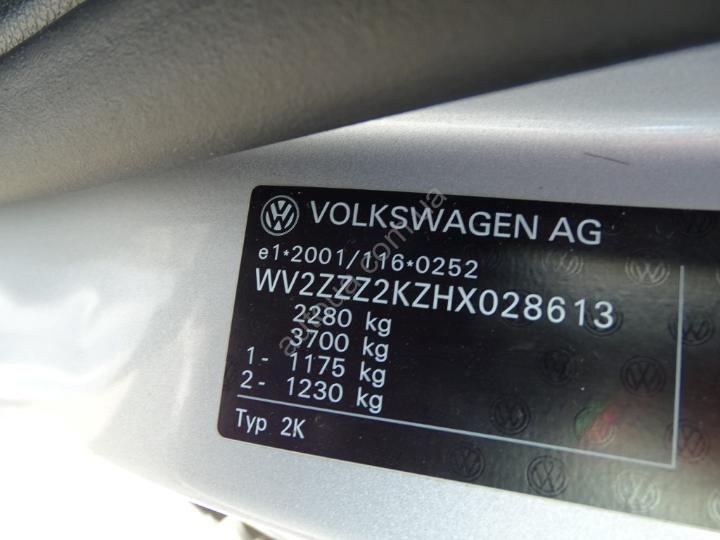 VOLKSWAGEN AG
e1*2001/116*0252
WV2ZZZ2KZHX028613
2280 kg
3700 kg
1- 1175 kg
2- 1230 kg
Typ 2K